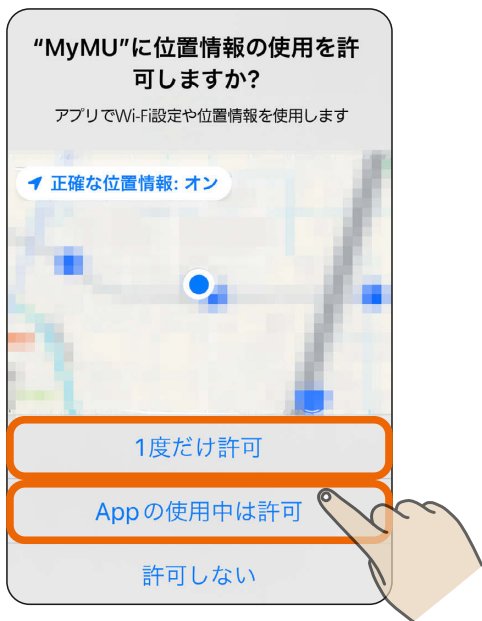 “MyMU”に位置情報の使用を許
可しますか?
アプリでWi-Fi設定や位置情報を使用します
正確な位置情報: オン
1度だけ許可
Appの使用中は許可
許可しない